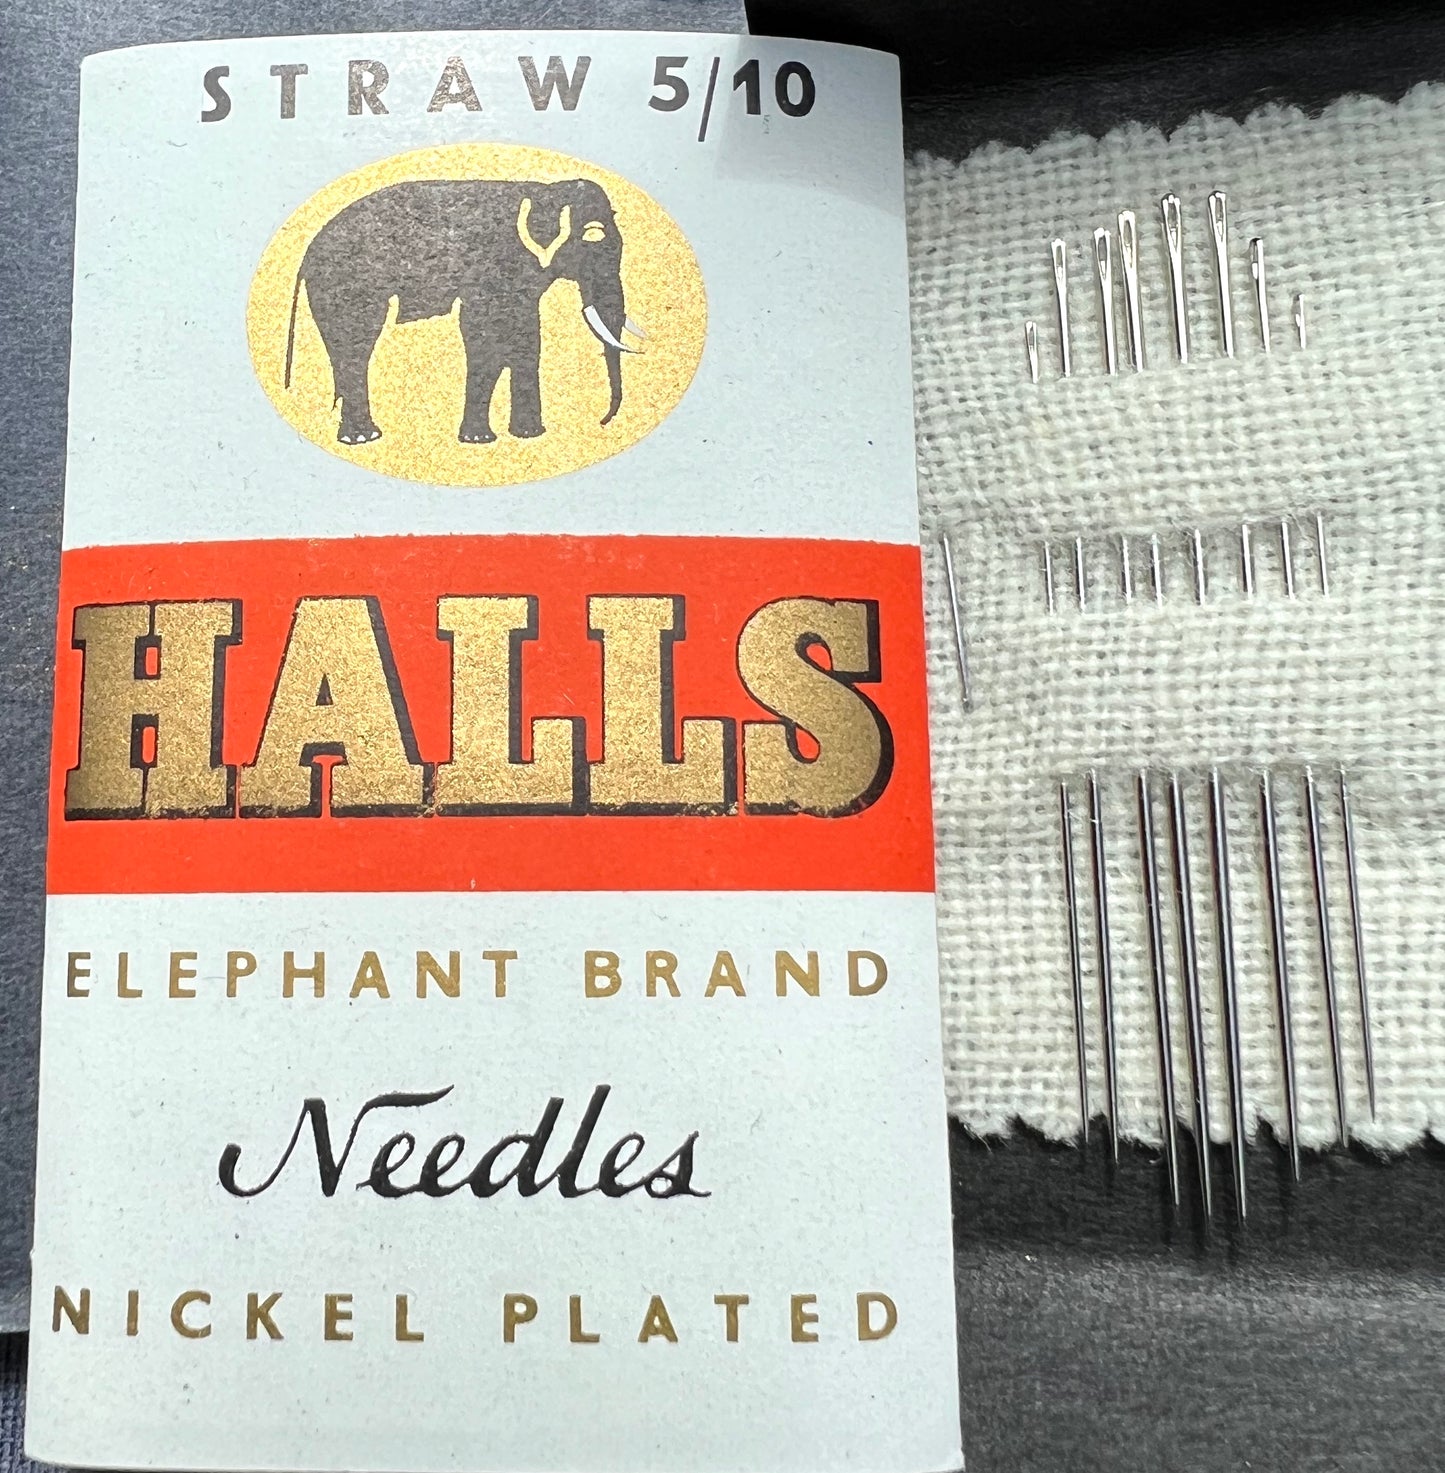 STRAW 5/10
HALLS
ELEPHANT BRAND
Needles
NICKEL PLATED